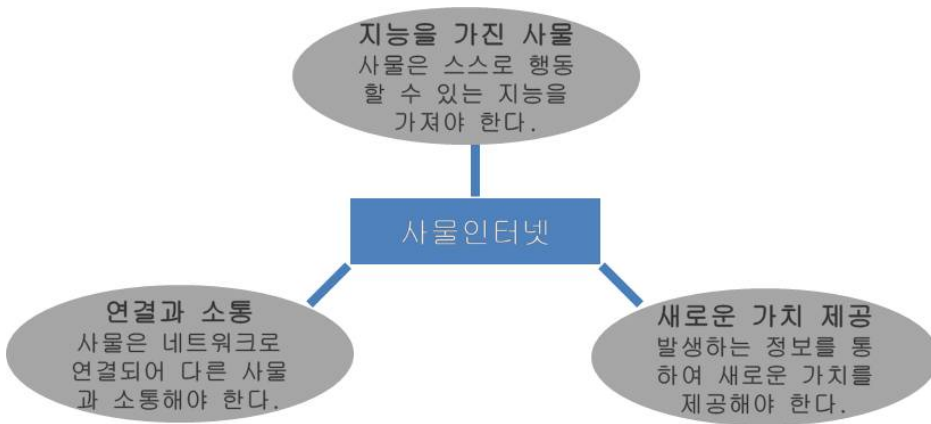 지능을 가진 사물
사물은 스스로 행동
할 수 있는 지능을
가져야 한다.
사물인터넷
연결과 소통
사물은 네트워크로
연결되어 다른 사물
과 소통해야 한다.
새로운 가치 제공
발생하는 정보를 통
하여 새로운 가치를
제공해야 한다.